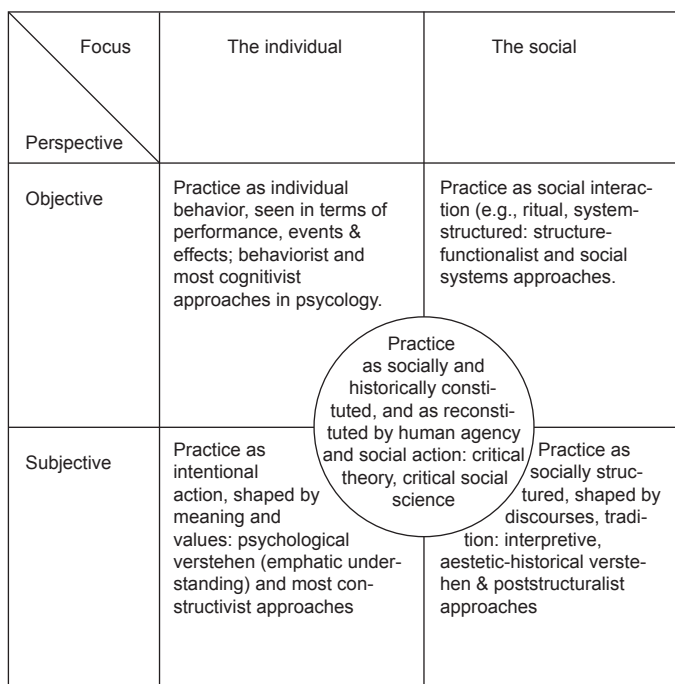 Focus
The individual
The social
Perspective
Objective
Practice as individual
behavior, seen in terms of
performance, events &
effects; behaviorist and
most cognitivist
approaches in psycology.
Practice as social interac-
tion (e.g., ritual, system-
structured: structure-
functionalist and social
systems approaches.
Practice
as socially and
historically consti-
tuted, and as reconsti-
tuted by human agency
and social action: critical
theory, critical social
science
Subjective
Practice as
intentional
action, shaped by
meaning and
values: psychological
verstehen (emphatic under-
standing) and most con-
structivist approaches
Practice as
socially struc-
tured, shaped by
discourses, tradi-
tion: interpretive,
aestetic-historical verste-
hen & poststructuralist
approaches